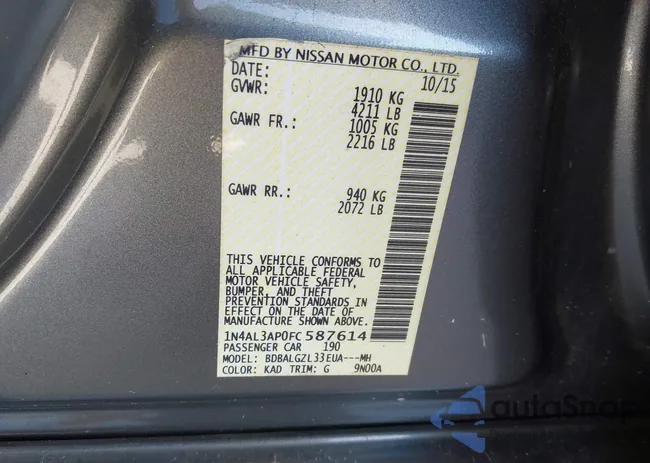 MFD BY NISSAN MOTOR CO., LTD.
DATE: 10/15
GVWR: 1910 KG
4211 LB
GAWR FR.: 1005 KG
2216 LB
GAWR RR.: 940 KG
2072 LB
THIS VEHICLE CONFORMS TO
ALL APPLICABLE FEDERAL
MOTOR VEHICLE SAFETY,
BUMPER, AND THEFT
PREVENTION STANDARDS IN
EFFECT ON THE DATE OF
MANUFACTURE SHOWN ABOVE.
1N4AL3AP0FC587614
PASSENGER CAR 190
MODEL: BDBALGZL33EUA---MH
COLOR: KAD TRIM: G 9N00A
autoSnap